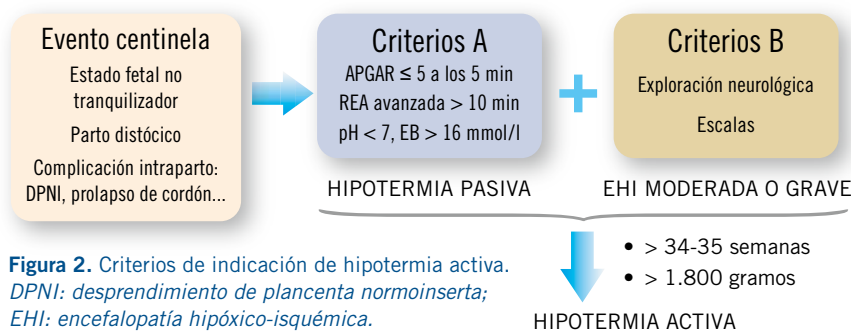 Evento centinela
Estado fetal no
tranquilizador
Parto distócico
Complicación intraparto:
DPNI, prolapso de cordón...
Criterios A
APGAR ≤ 5 a los 5 min
REA avanzada > 10 min
pH < 7, EB > 16 mmol/l
+
Criterios B
Exploración neurológica
Escalas
HIPOTERMIA PASIVA
EHI MODERADA O GRAVE
• > 34-35 semanas
• > 1.800 gramos
HIPOTERMIA ACTIVA
Figura 2. Criterios de indicación de hipotermia activa.
DPNI: desprendimiento de plancenta normoinserta;
EHI: encefalopatía hipóxico-isquémica.